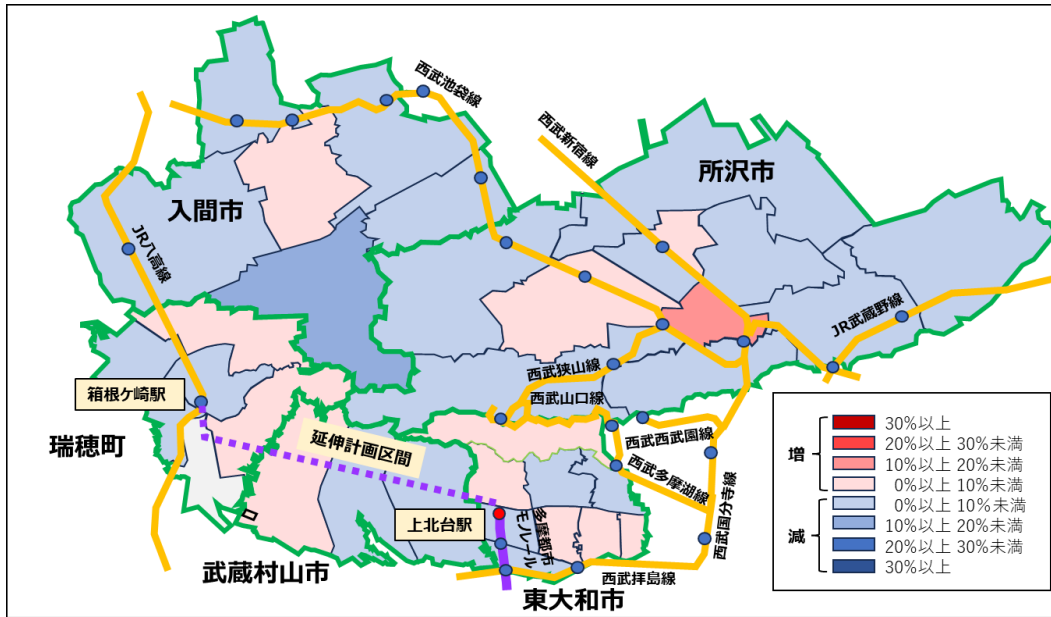 西武池袋線
西武新宿線
所沢市
入間市
JR八高線
JR武蔵野線
西武狭山線
箱根ケ崎駅
西武山口線
瑞穂町
延伸計画区間
西武西武園線
西武多摩湖線
西武国分寺線
上北台駅
多摩都市
モノレール
武蔵村山市
西武拝島線
東大和市
増
30%以上
20%以上 30%未満
10%以上 20%未満
0%以上 10%未満
減
0%以上 10%未満
10%以上 20%未満
20%以上 30%未満
30%以上